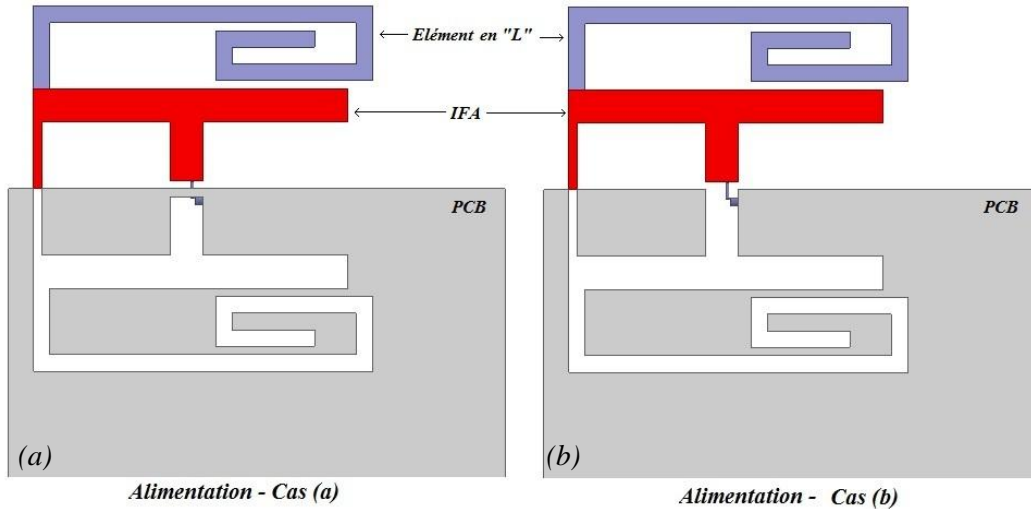 Elément en "L"
IFA
PCB
PCB
(a)
(b)
Alimentation - Cas (a)
Alimentation - Cas (b)